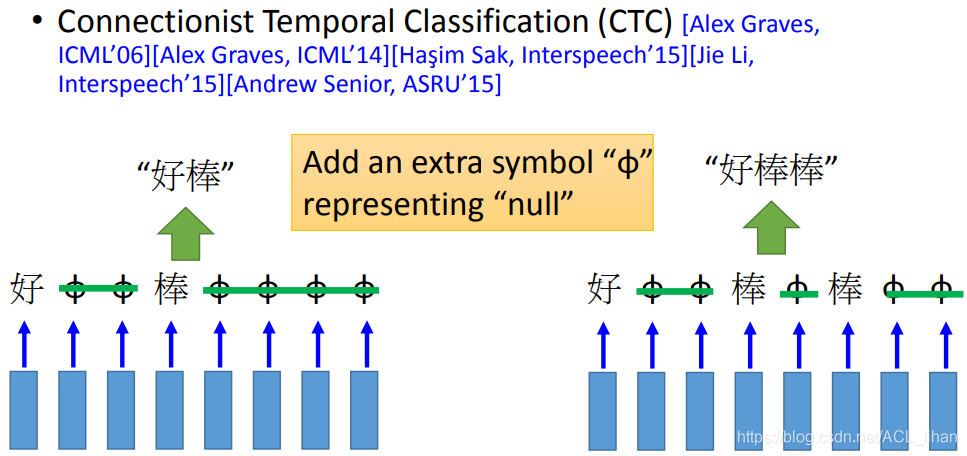 • Connectionist Temporal Classification (CTC) [Alex Graves,
ICML’06][Alex Graves, ICML’14][Haşim Sak, Interspeech’15][Jie Li,
Interspeech’15][Andrew Senior, ASRU’15]
“好棒”
Add an extra symbol “ϕ”
representing “null”
“好棒棒”
好 ϕ ϕ 棒 ϕ ϕ ϕ ϕ
好 ϕ ϕ 棒 ϕ 棒 ϕ ϕ
https://blog.csdn.net/ACL_lihan